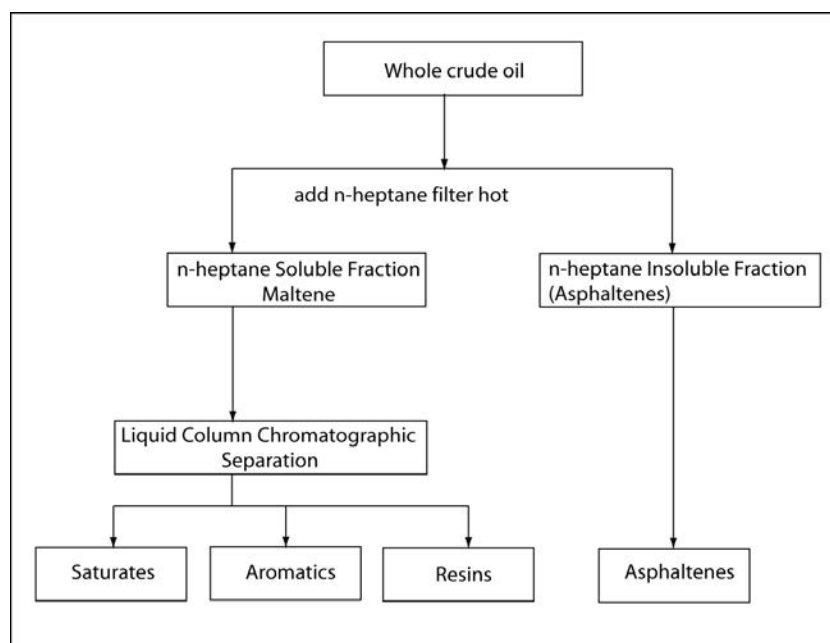 Whole crude oil
add n-heptane filter hot
n-heptane Soluble Fraction
Maltene
n-heptane Insoluble Fraction
(Asphaltenes)
Liquid Column Chromatographic
Separation
Saturates
Aromatics
Resins
Asphaltenes